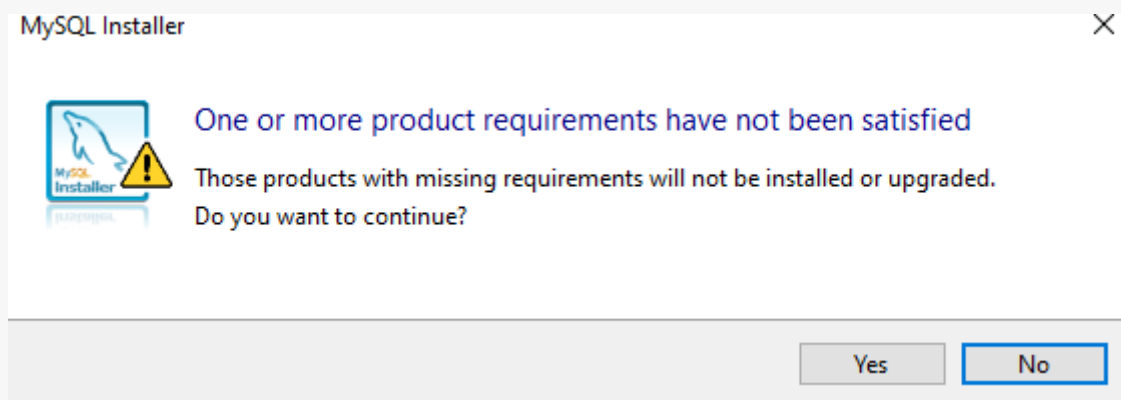 MySQL Installer
One or more product requirements have not been satisfied
MySQL
Installer
Those products with missing requirements will not be installed or upgraded.
Do you want to continue?
Yes
No